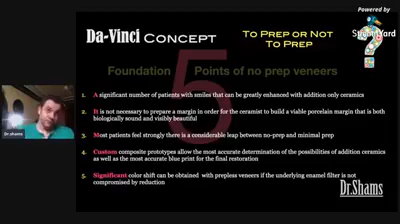 Powered by
StreamYard
Da-Vinci CONCEPT
TO PREP OR NOT
TO PREP
?
5
Foundation Points of no prep veneers
1. A significant number of patients with smiles that can be greatly enhanced with addition only ceramics
2. It is not necessary to prepare a margin in order for the ceramist to build a viable porcelain margin that is both
biologically sound and visibly beautiful
3. Most patients feel strongly there is a considerable leap between no-prep and minimal prep
4. Custom composite prototypes allow the most accurate determination of the possibilities of addition ceramics
as well as the most accurate blue print for the final restoration
5. Significant color shift can be obtained with prepless veneers if the underlying enamel filter is not
compromised by reduction
Dr.shams
Dr.Shams